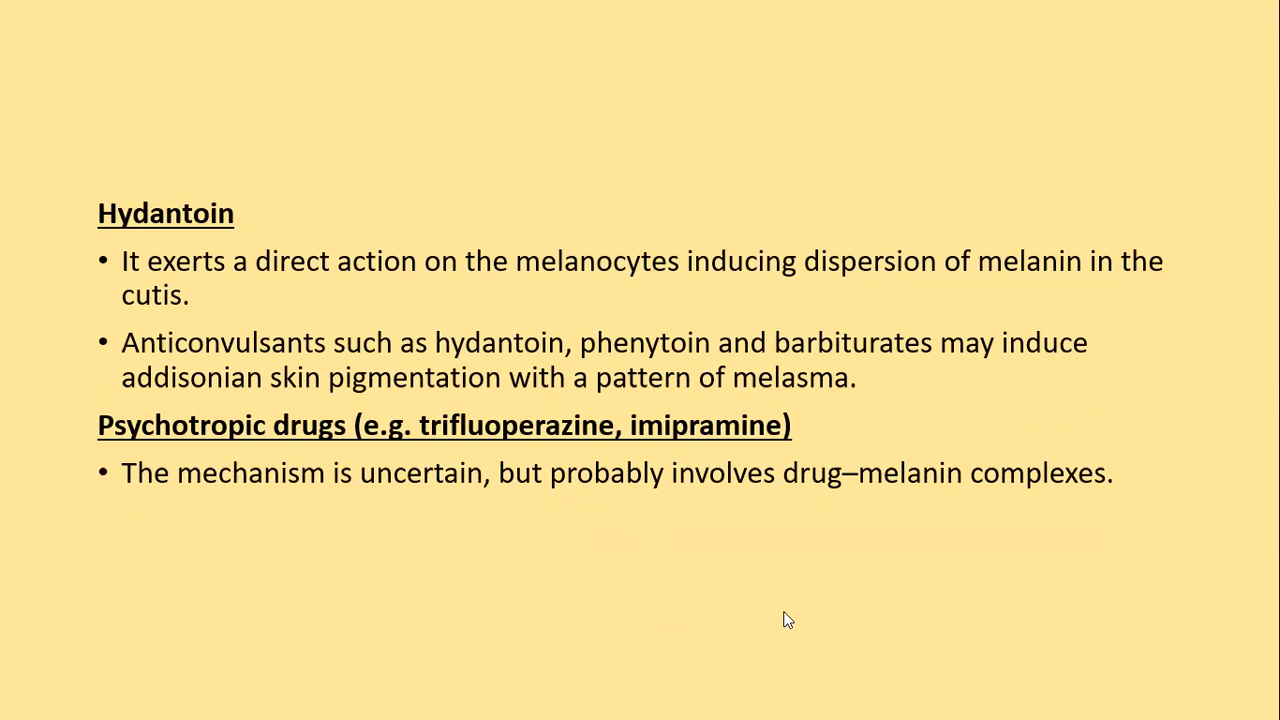 Hydantoin
• It exerts a direct action on the melanocytes inducing dispersion of melanin in the
cutis.
• Anticonvulsants such as hydantoin, phenytoin and barbiturates may induce
addisonian skin pigmentation with a pattern of melasma.
Psychotropic drugs (e.g. trifluoperazine, imipramine)
• The mechanism is uncertain, but probably involves drug–melanin complexes.